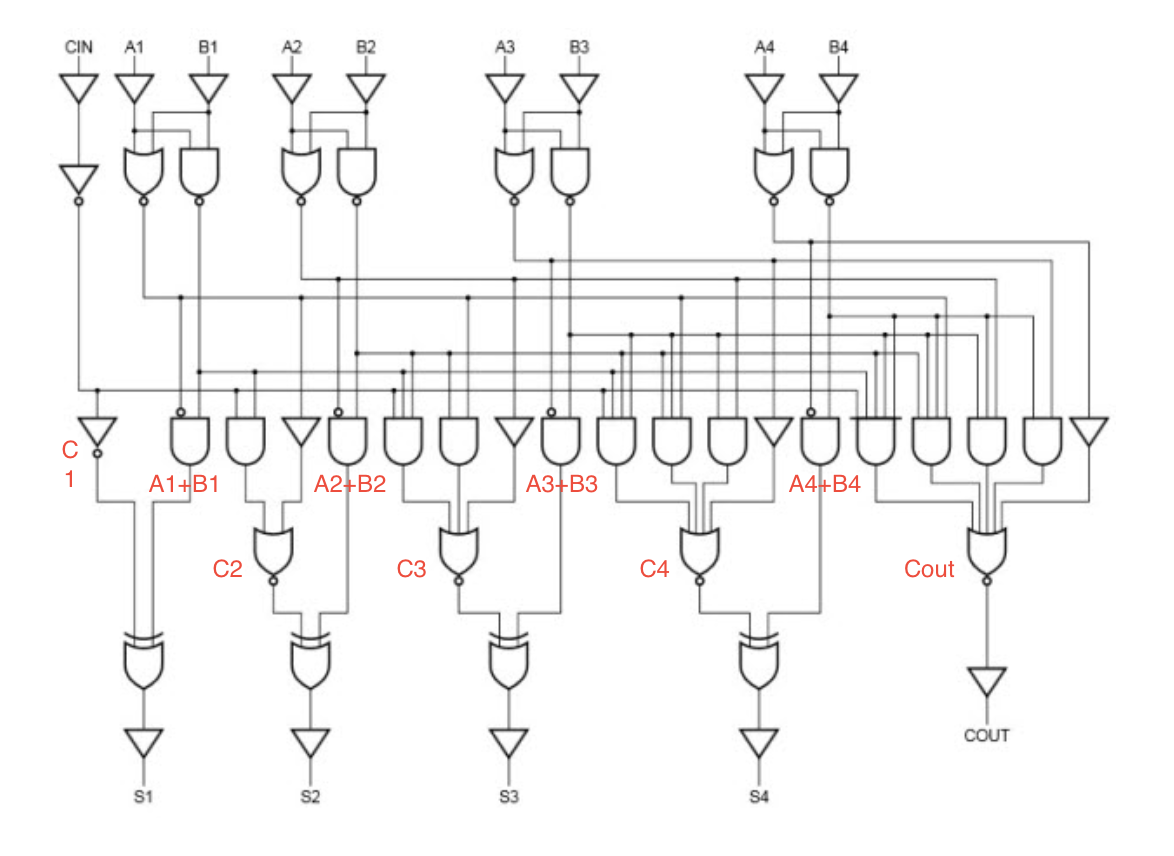 CIN A1 B1 A2 B2 A3 B3 A4 B4
C
1
A1+B1 A2+B2 A3+B3 A4+B4
C2 C3 C4 Cout
COUT
S1 S2 S3 S4